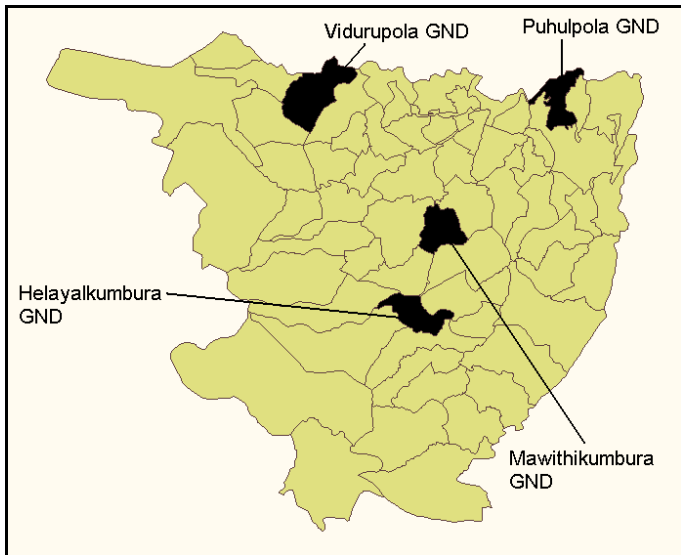 Vidurupola GND
Puhulpola GND
Helayalkumbura
GND
Mawithikumbura
GND